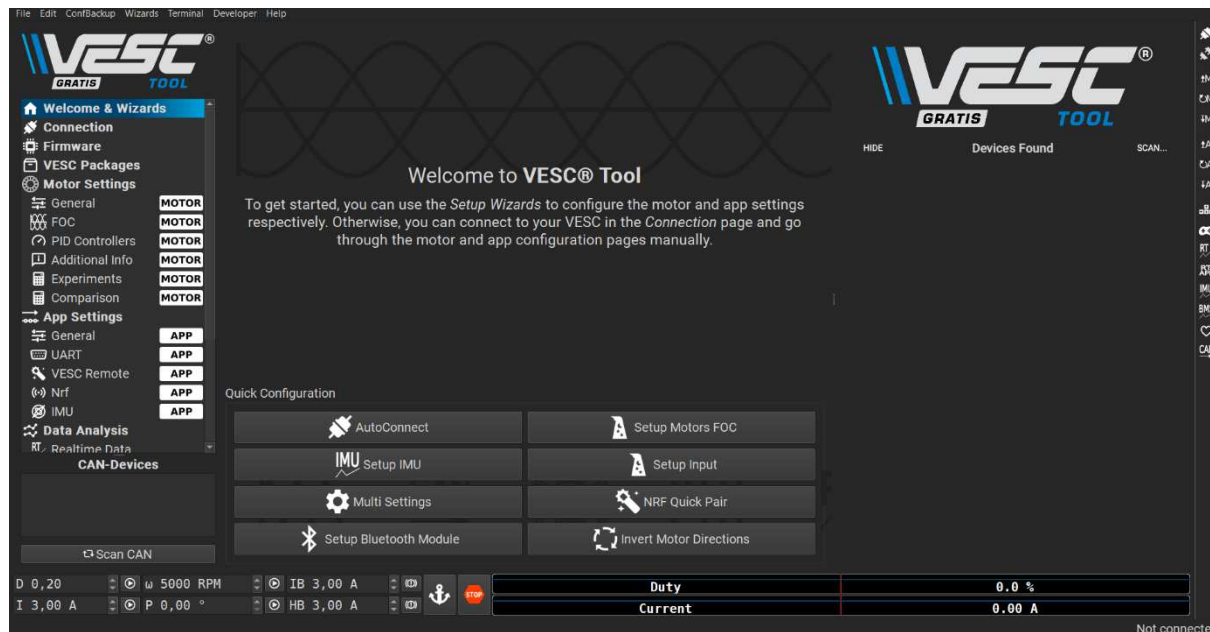 File Edit ConfBackup Wizards Terminal Developer Help
VESC®
GRATIS TOOL
Welcome & Wizards
Connection
Firmware
VESC Packages
Motor Settings
General MOTOR
FOC MOTOR
PID Controllers MOTOR
Additional Info MOTOR
Experiments MOTOR
Comparison MOTOR
App Settings
General APP
UART APP
VESC Remote APP
Nrf APP
IMU APP
Data Analysis
RT Realtime Data
CAN-Devices
Scan CAN
Welcome to VESC® Tool
To get started, you can use the Setup Wizards to configure the motor and app settings
respectively. Otherwise, you can connect to your VESC in the Connection page and go
through the motor and app configuration pages manually.
Quick Configuration
AutoConnect Setup Motors FOC
IMU Setup IMU Setup Input
Multi Settings NRF Quick Pair
Setup Bluetooth Module Invert Motor Directions
VESC®
GRATIS TOOL
HIDE Devices Found SCAN...
RT
IMU
D 0,20 ω 5000 RPM IB 3,00 A
I 3,00 A P 0,00 ° HB 3,00 A
STOP
Duty 0.0 %
Current 0.00 A